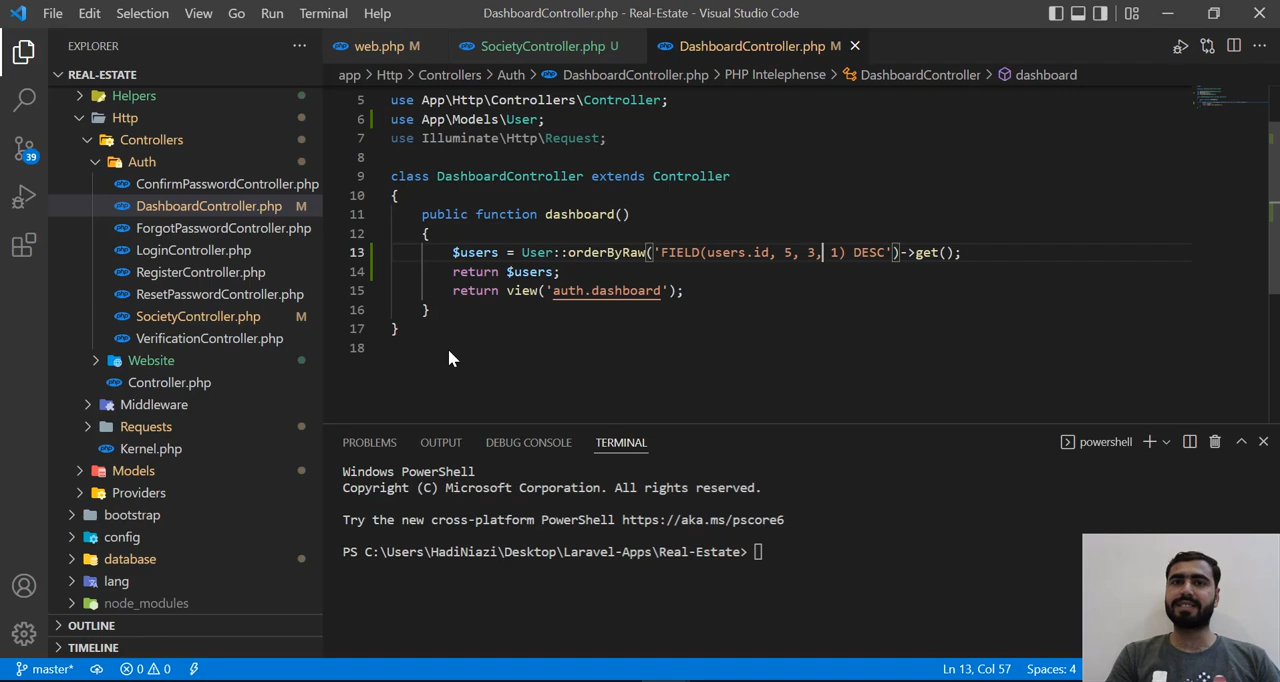 File Edit Selection View Go Run Terminal Help DashboardController.php - Real-Estate - Visual Studio Code
EXPLORER
REAL-ESTATE
Helpers
Http
Controllers
Auth
ConfirmPasswordController.php
DashboardController.php M
ForgotPasswordController.php
LoginController.php
RegisterController.php
ResetPasswordController.php
SocietyController.php M
VerificationController.php
Website
Controller.php
Middleware
Requests
Kernel.php
Models
Providers
bootstrap
config
database
lang
node_modules
OUTLINE
TIMELINE
39
web.php M SocietyController.php U DashboardController.php M
app > Http > Controllers > Auth > DashboardController.php > PHP Intelephense > DashboardController > dashboard
5 use App\Http\Controllers\Controller;
6 use App\Models\User;
7 use Illuminate\Http\Request;
8
9 class DashboardController extends Controller
10 {
11 public function dashboard()
12 {
13 $users = User::orderByRaw('FIELD(users.id, 5, 3, 1) DESC')->get();
14 return $users;
15 return view('auth.dashboard');
16 }
17 }
18
PROBLEMS OUTPUT DEBUG CONSOLE TERMINAL powershell
Windows PowerShell
Copyright (C) Microsoft Corporation. All rights reserved.
Try the new cross-platform PowerShell https://aka.ms/pscore6
PS C:\Users\HadiNiazi\Desktop\Laravel-Apps\Real-Estate>
master* 0 0 Ln 13, Col 57 Spaces: 4